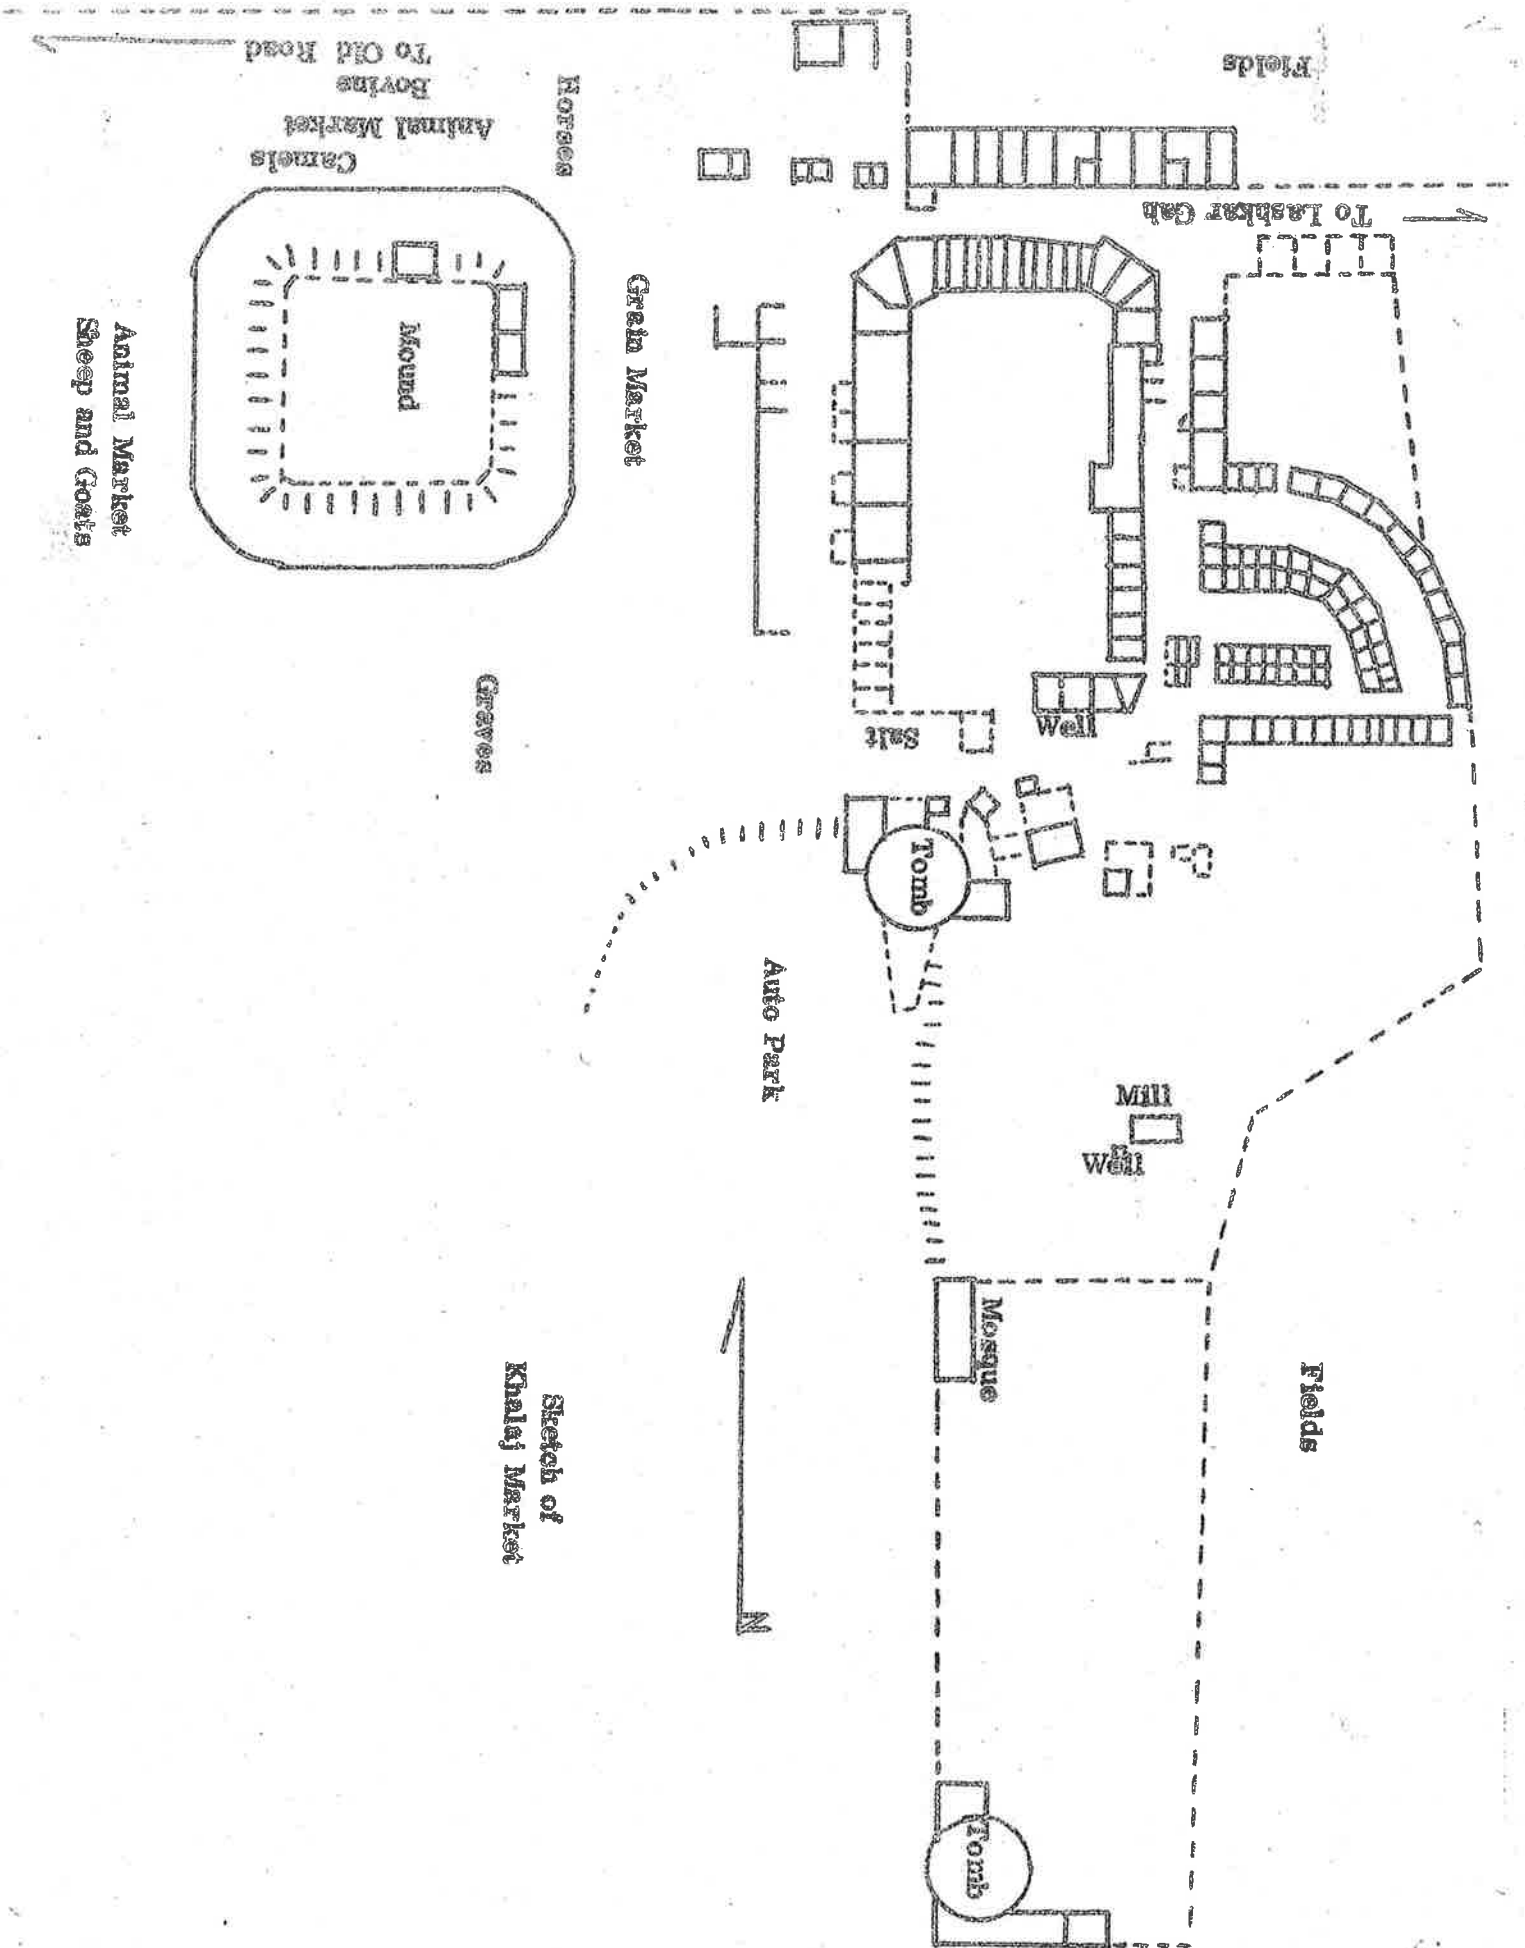 To Old Road
Bovine
Animal Market
Camels
Horses
Fields
To Lashkar Gah
Grain Market
Mound
Animal Market
Sheep and Goats
Graves
Salt
Well
Tomb
Auto Park
Mill
Well
Mosque
Fields
Sketch of
Khalaj Market
N
Tomb